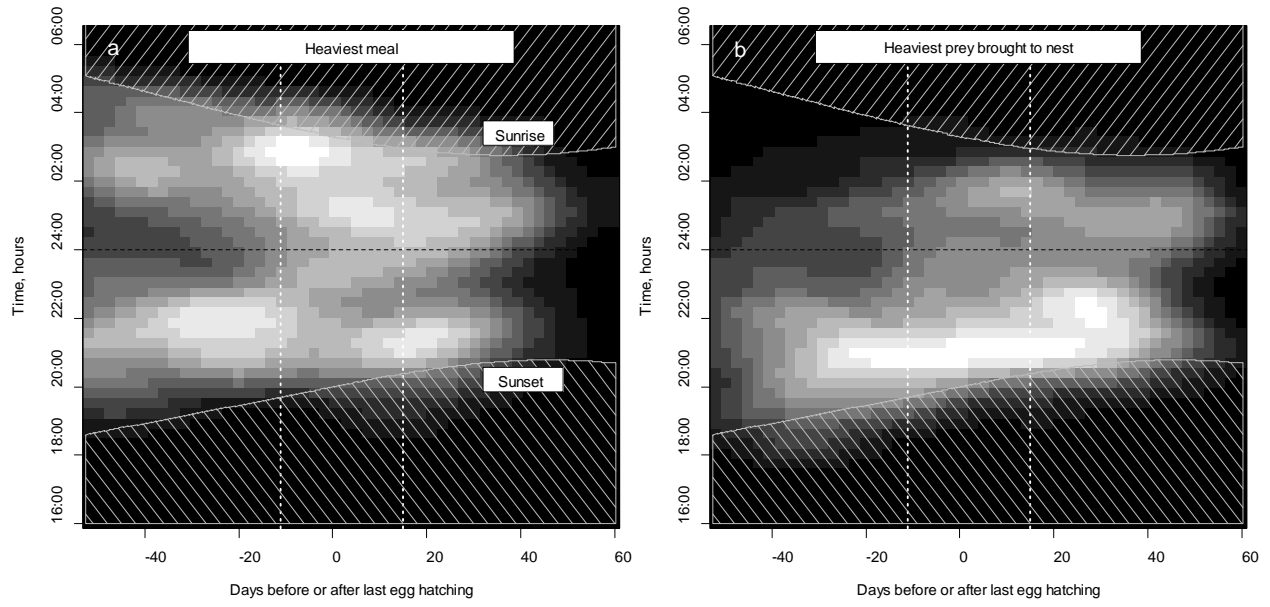 a
Heaviest meal
Sunrise
Sunset
Time, hours
16:00 18:00 20:00 22:00 24:00 02:00 04:00 06:00
-40 -20 0 20 40 60
Days before or after last egg hatching
b
Heaviest prey brought to nest
Time, hours
16:00 18:00 20:00 22:00 24:00 02:00 04:00 06:00
-40 -20 0 20 40 60
Days before or after last egg hatching